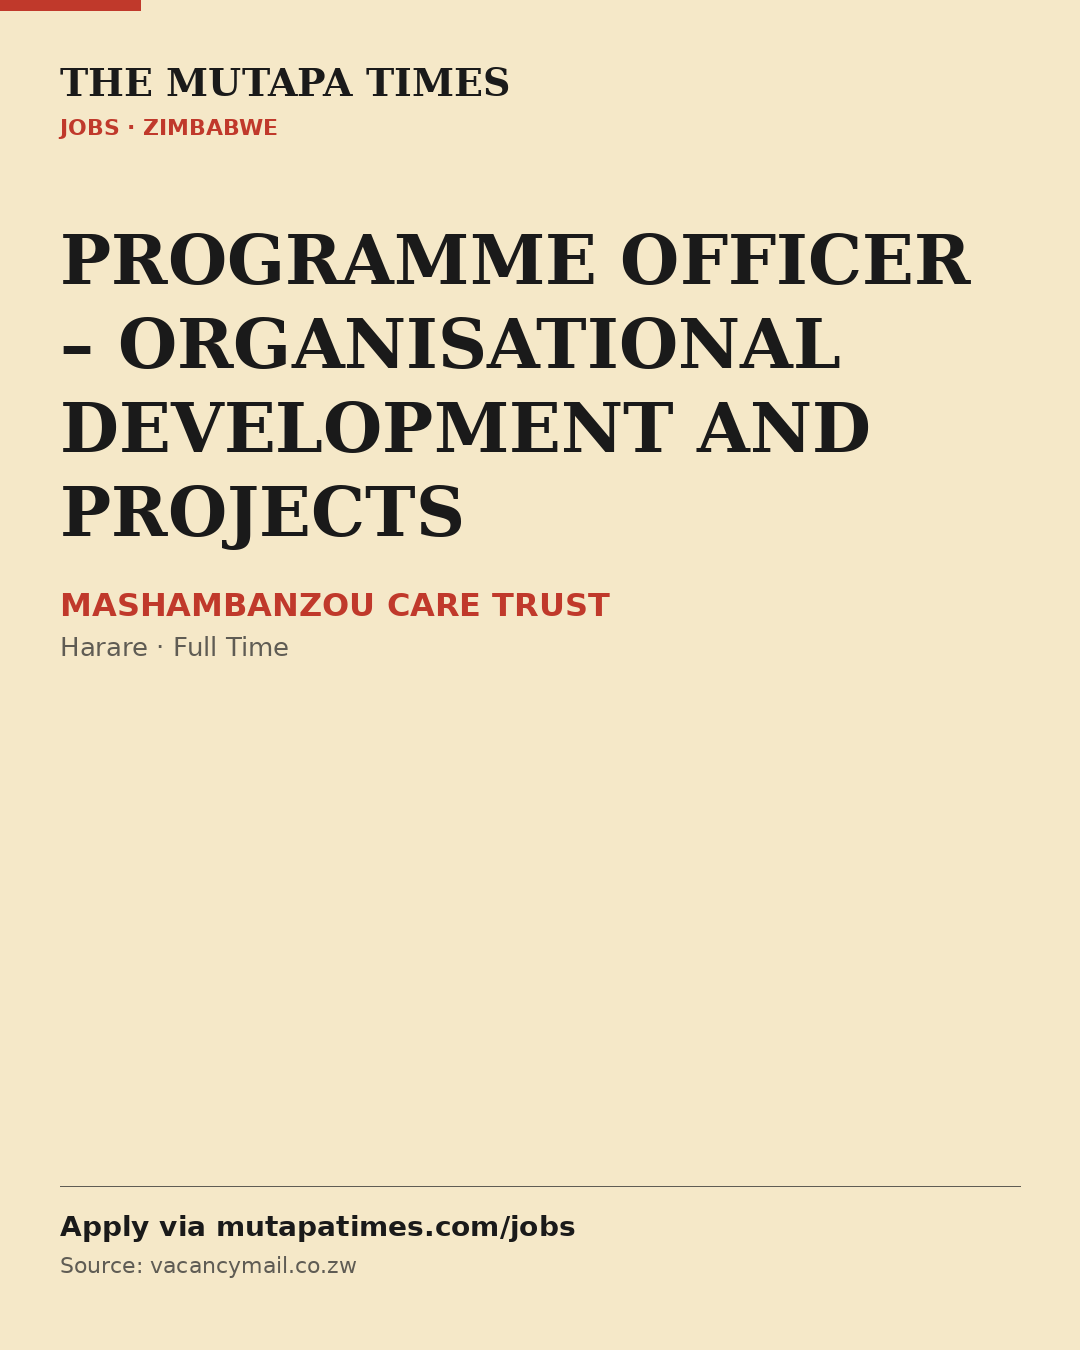 THE MUTAPA TIMES
JOBS · ZIMBABWE
PROGRAMME OFFICER
– ORGANISATIONAL
DEVELOPMENT AND
PROJECTS
MASHAMBANZOU CARE TRUST
Harare · Full Time
Apply via mutapatimes.com/jobs
Source: vacancymail.co.zw